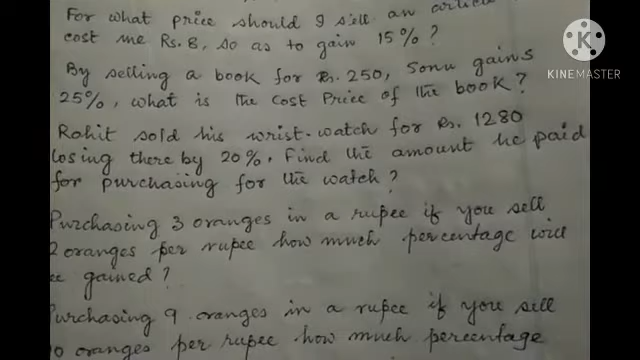 For what price should I sell an article
cost me Rs. 8, so as to gain 15%?
By selling a book for Rs. 250, Sonu gains
25%, what is the cost Price of the book?
Rohit sold his wrist-watch for Rs. 1280
losing there by 20%. Find the amount he paid
for purchasing for the watch?
Purchasing 3 oranges in a rupee if you sell
2 oranges per rupee how much percentage will
be gained?
Purchasing 9 oranges in a rupee if you sell
oranges per rupee how much percentage
KINEMASTER